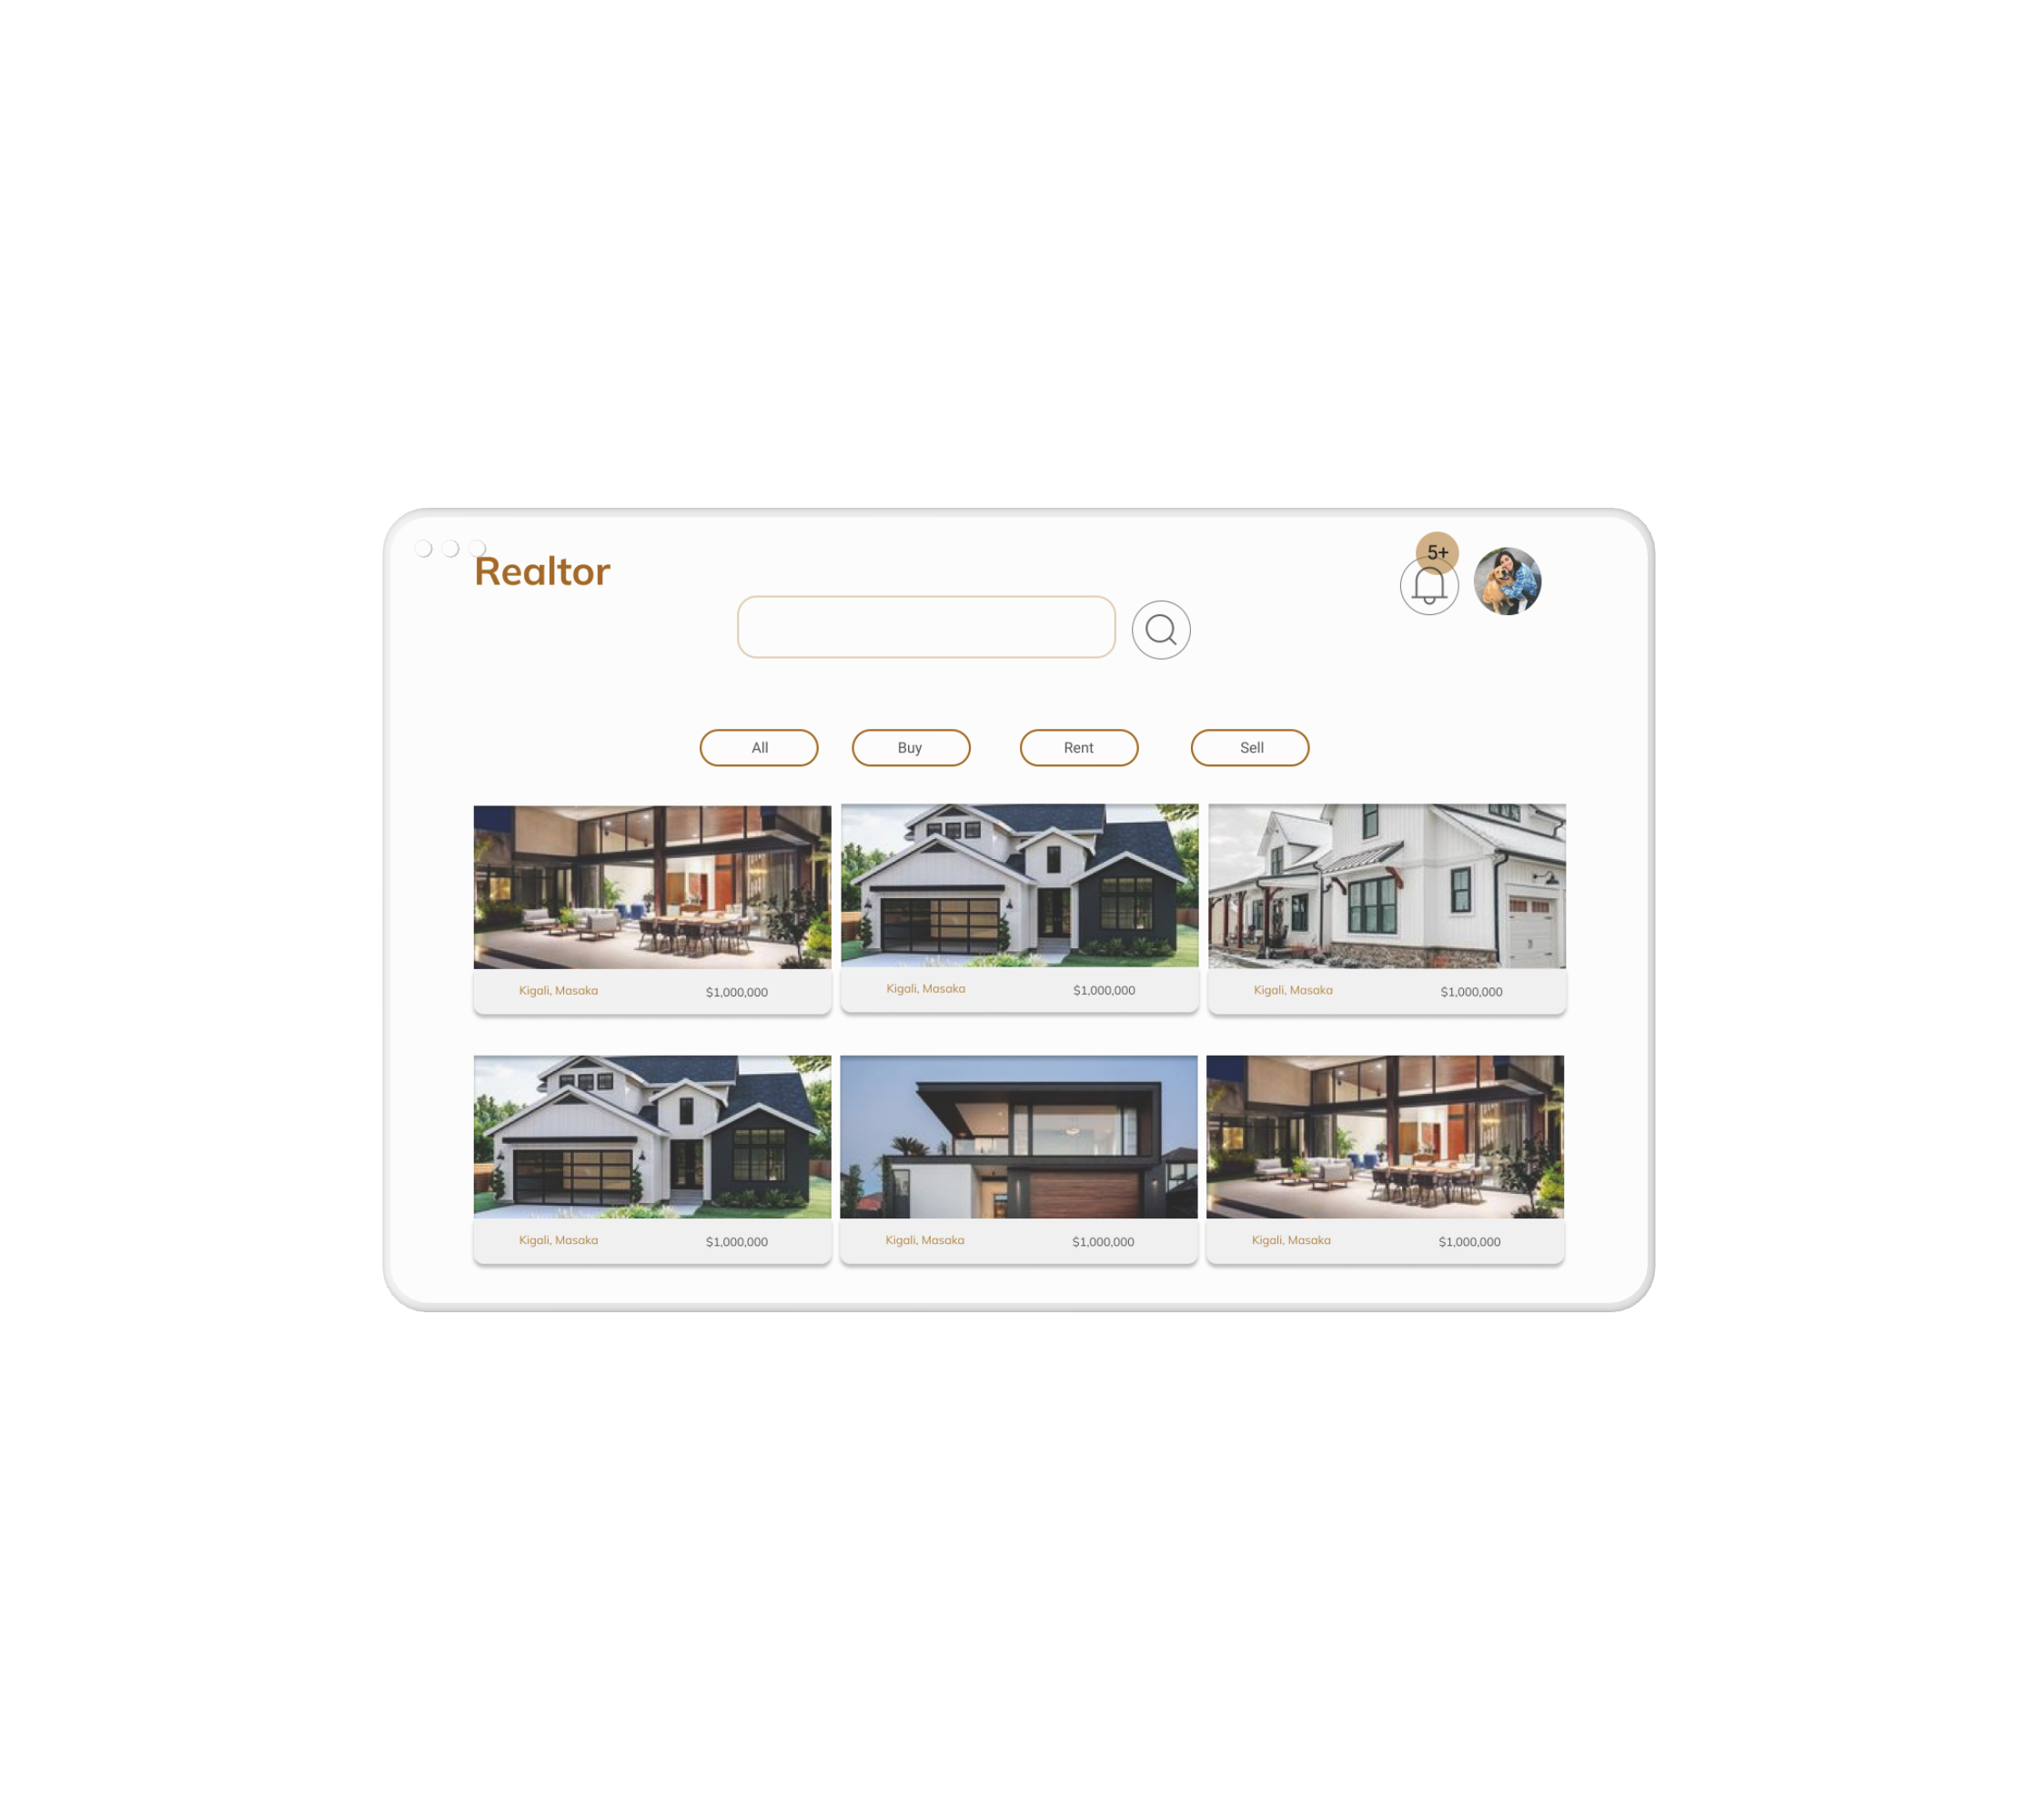 Realtor
5+
All
Buy
Rent
Sell
Kigali, Masaka
$1,000,000
Kigali, Masaka
$1,000,000
Kigali, Masaka
$1,000,000
Kigali, Masaka
$1,000,000
Kigali, Masaka
$1,000,000
Kigali, Masaka
$1,000,000